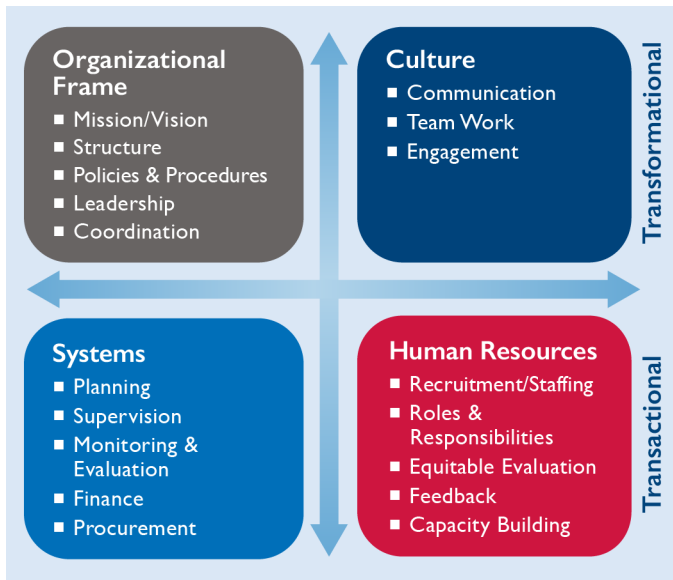 Organizational
Frame
■ Mission/Vision
■ Structure
■ Policies & Procedures
■ Leadership
■ Coordination
Culture
■ Communication
■ Team Work
■ Engagement
Transformational
Systems
■ Planning
■ Supervision
■ Monitoring &
Evaluation
■ Finance
■ Procurement
Human Resources
■ Recruitment/Staffing
■ Roles &
Responsibilities
■ Equitable Evaluation
■ Feedback
■ Capacity Building
Transactional